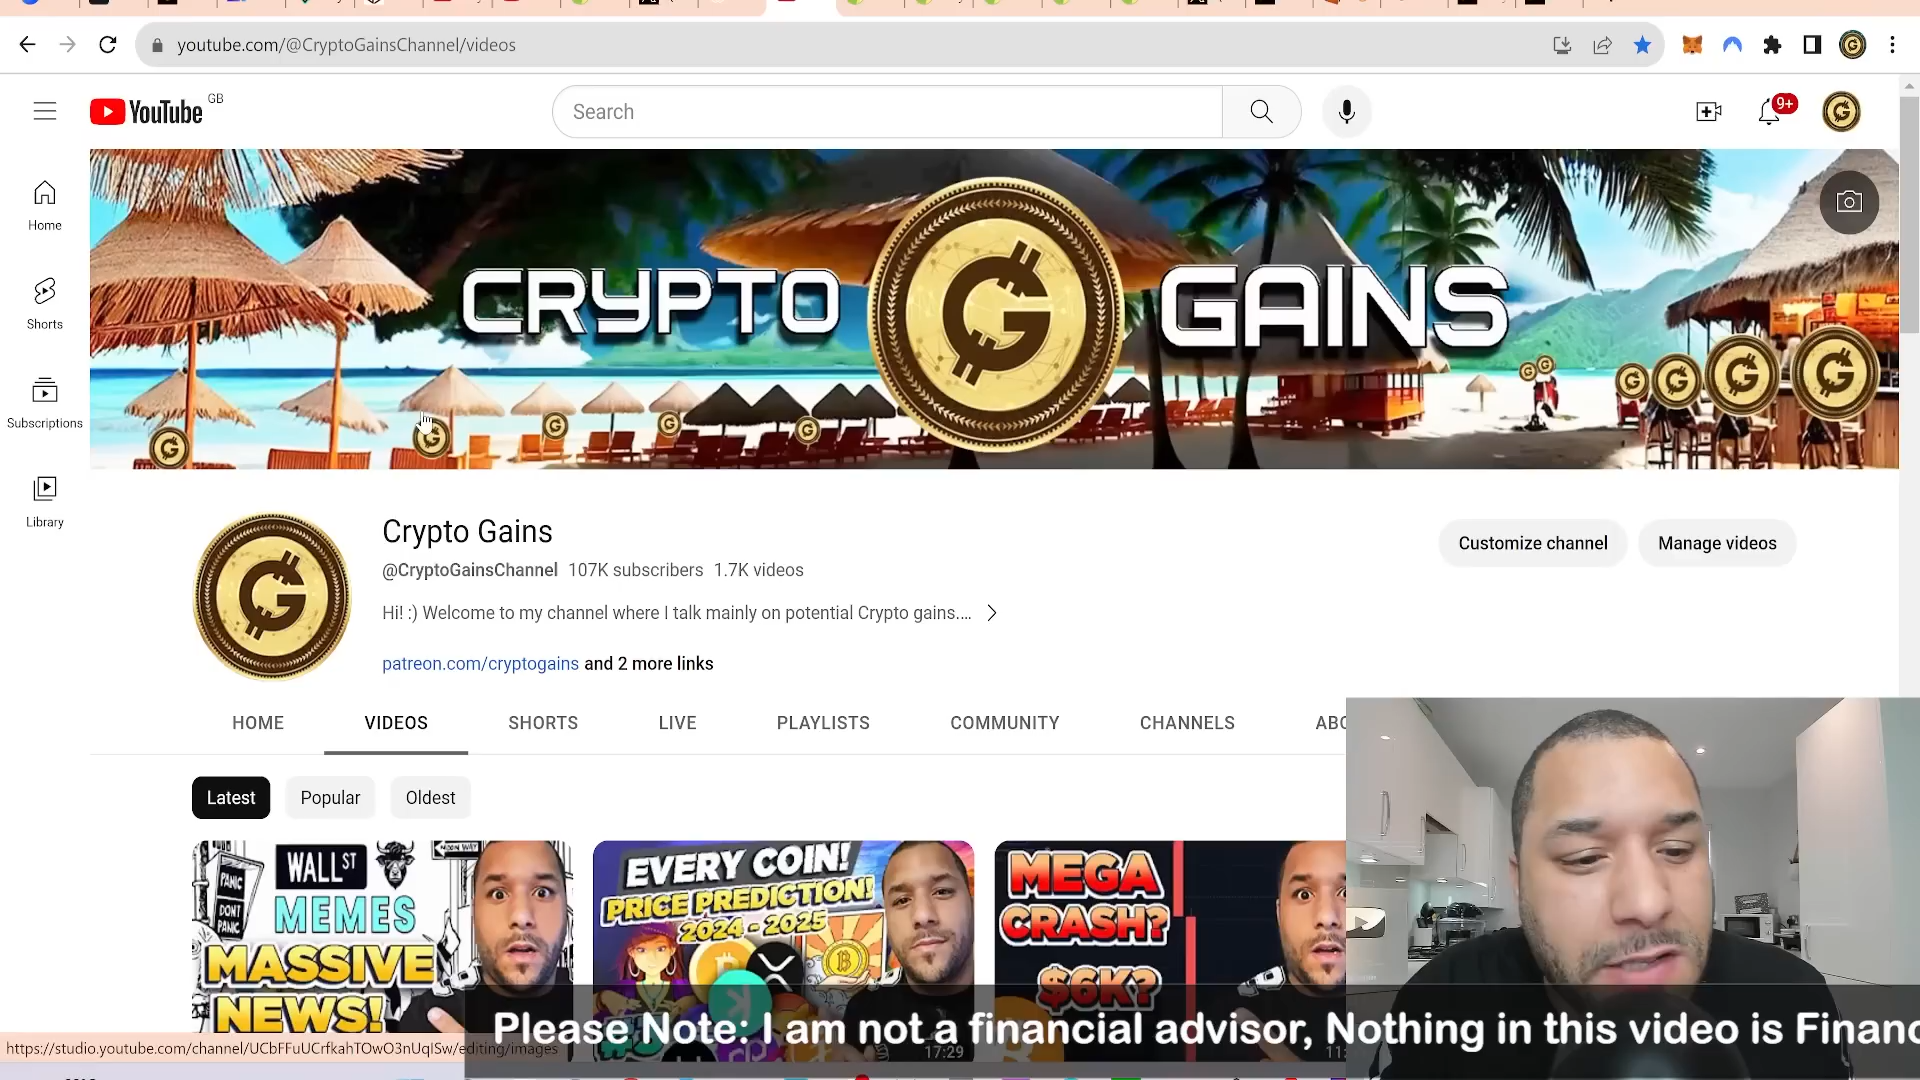 youtube.com/@CryptoGainsChannel/videos
YouTube GB
Search
9+
Home
Shorts
Subscriptions
Library
CRYPTO GAINS
Crypto Gains
@CryptoGainsChannel 107K subscribers 1.7K videos
Hi! :) Welcome to my channel where I talk mainly on potential Crypto gains....
patreon.com/cryptogains and 2 more links
Customize channel
Manage videos
HOME VIDEOS SHORTS LIVE PLAYLISTS COMMUNITY CHANNELS ABO
Latest Popular Oldest
PANIC
DONT PANIC
WALL ST
MEMES
MASSIVE
NEWS!
EVERY COIN!
PRICE PREDICTION!
2024 - 2025
17:29
MEGA
CRASH?
$6K?
Please Note: I am not a financial advisor, Nothing in this video is Financ
https://studio.youtube.com/channel/UCbFFuUCrfkahTOwO3nUqISw/editing/images